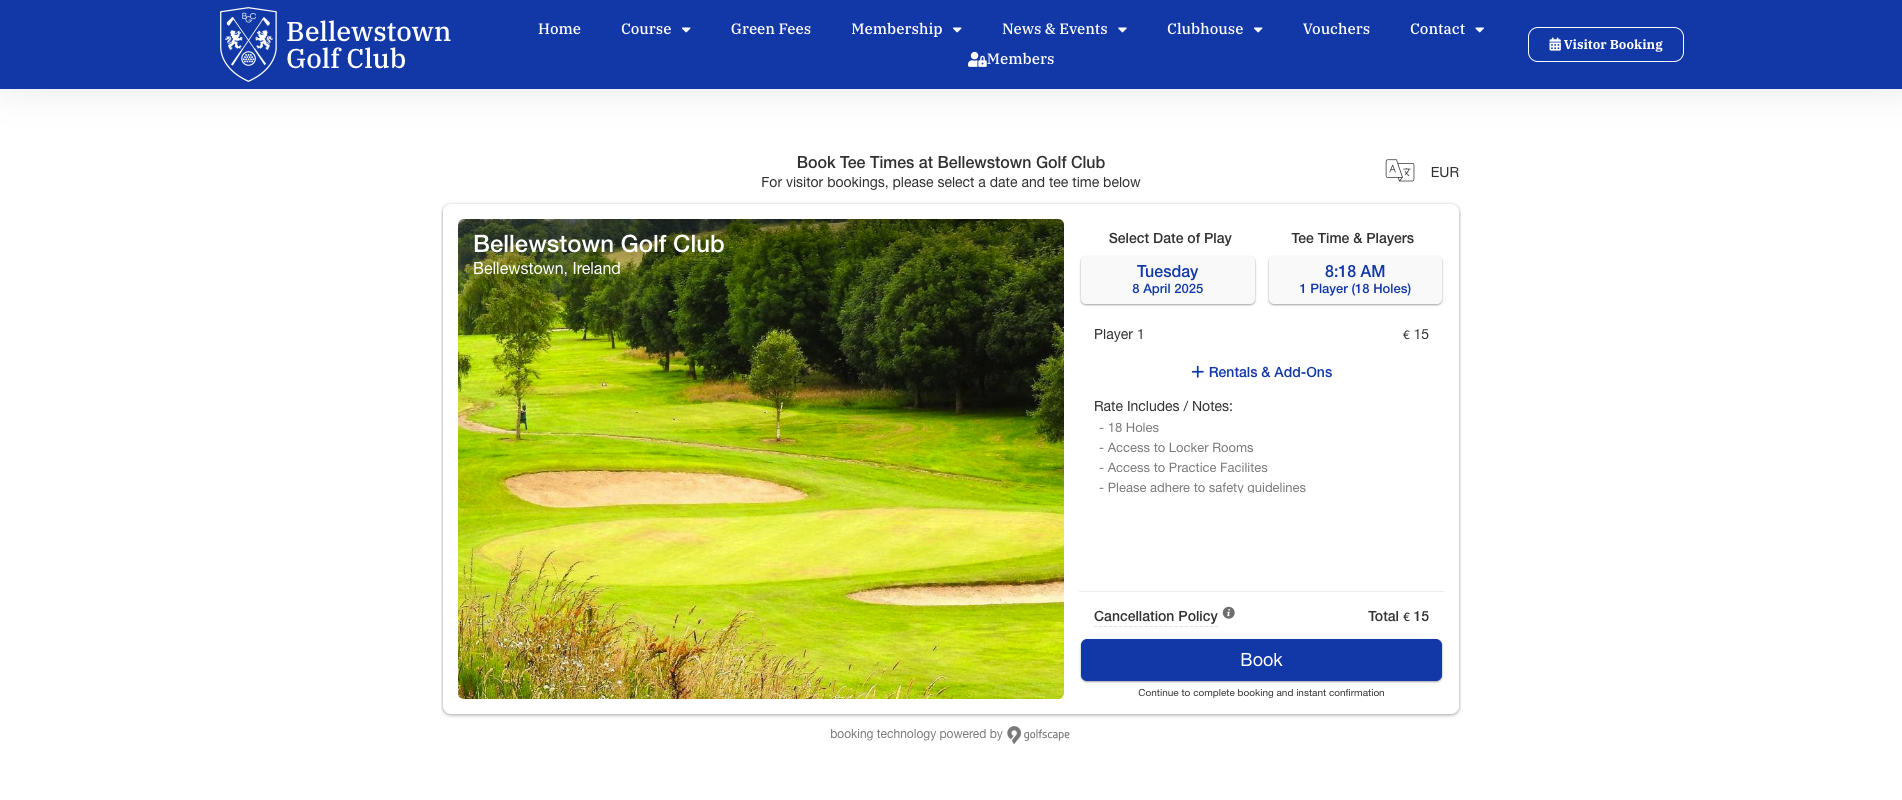 Bellewstown
Golf Club
Home
Course
Green Fees
Membership
News & Events
Clubhouse
Vouchers
Contact
Members
Visitor Booking
Book Tee Times at Bellewstown Golf Club
For visitor bookings, please select a date and tee time below
EUR
Bellewstown Golf Club
Bellewstown, Ireland
Select Date of Play
Tee Time & Players
Tuesday
8 April 2025
8:18 AM
1 Player (18 Holes)
Player 1
€ 15
Rentals & Add-Ons
Rate Includes / Notes:
- 18 Holes
- Access to Locker Rooms
- Access to Practice Facilites
- Please adhere to safety guidelines
Cancellation Policy
Total € 15
Book
Continue to complete booking and instant confirmation
booking technology powered by golfscape